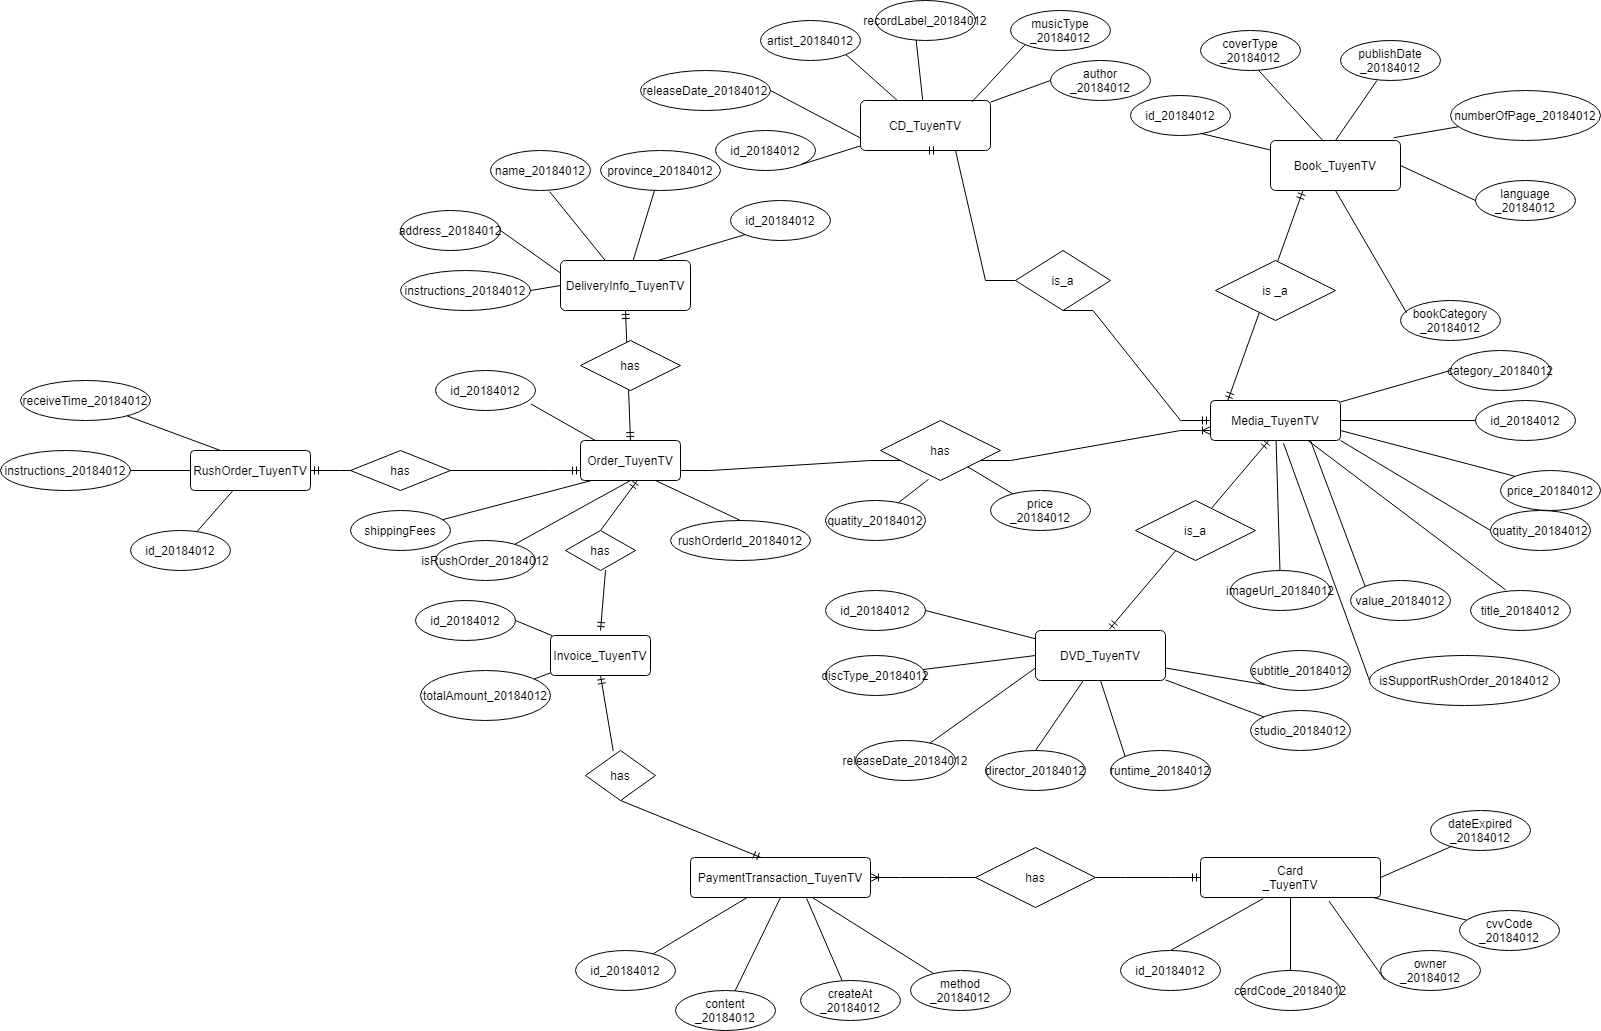 recordLabel_20184012
artist_20184012
musicType
_20184012
author
_20184012
releaseDate_20184012
id_20184012
CD_TuyenTV
coverType
_20184012
publishDate
_20184012
id_20184012
numberOfPage_20184012
Book_TuyenTV
language
_20184012
bookCategory
_20184012
name_20184012
province_20184012
id_20184012
address_20184012
instructions_20184012
DeliveryInfo_TuyenTV
is_a
is _a
has
id_20184012
receiveTime_20184012
instructions_20184012
RushOrder_TuyenTV
id_20184012
has
Order_TuyenTV
shippingFees
isRushOrder_20184012
rushOrderId_20184012
has
has
quatity_20184012
price
_20184012
Media_TuyenTV
category_20184012
id_20184012
price_20184012
quatity_20184012
title_20184012
value_20184012
imageUrl_20184012
isSupportRushOrder_20184012
is_a
id_20184012
discType_20184012
DVD_TuyenTV
subtitle_20184012
studio_20184012
releaseDate_20184012
director_20184012
runtime_20184012
id_20184012
Invoice_TuyenTV
totalAmount_20184012
has
PaymentTransaction_TuyenTV
has
Card
_TuyenTV
dateExpired
_20184012
cvvCode
_20184012
owner
_20184012
id_20184012
cardCode_20184012
id_20184012
content
_20184012
createAt
_20184012
method
_20184012